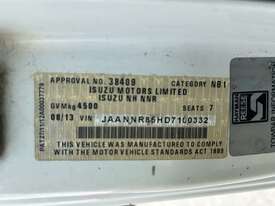 APPROVAL NO. 38489 CATEGORY NB1
ISUZU MOTORS LIMITED
ISUZU NH NNR
GVMkg 4500 SEATS 7
08/13 VIN JAANNR85HD7100332
THIS VEHICLE WAS MANUFACTURED TO COMPLY WITH
THE MOTOR VEHICLE STANDARDS ACT 1989
REESE